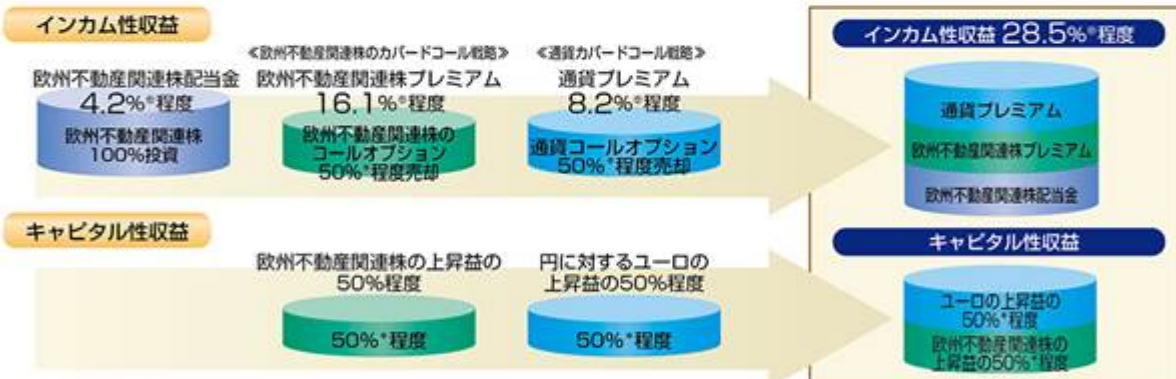 インカム性収益
欧州不動産関連株配当金
4.2%*程度
欧州不動産関連株
100%投資
≪欧州不動産関連株のカバードコール戦略≫
欧州不動産関連株プレミアム
16.1%*程度
欧州不動産関連株の
コールオプション
50%*程度売却
≪通貨カバードコール戦略≫
通貨プレミアム
8.2%*程度
通貨コールオプション
50%*程度売却
インカム性収益 28.5%*程度
通貨プレミアム
欧州不動産関連株プレミアム
欧州不動産関連株配当金
キャピタル性収益
欧州不動産関連株の上昇益の
50%程度
50%*程度
円に対するユーロの
上昇益の50%程度
50%*程度
キャピタル性収益
ユーロの上昇益の
50%*程度
欧州不動産関連株の
上昇益の50%*程度